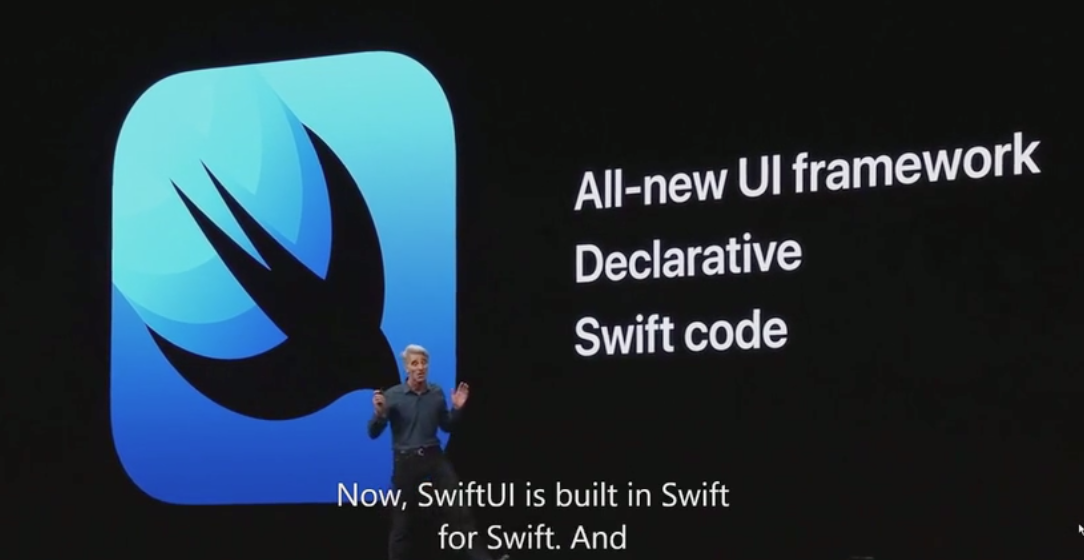 All-new UI framework
Declarative
Swift code
Now, SwiftUI is built in Swift
for Swift. And